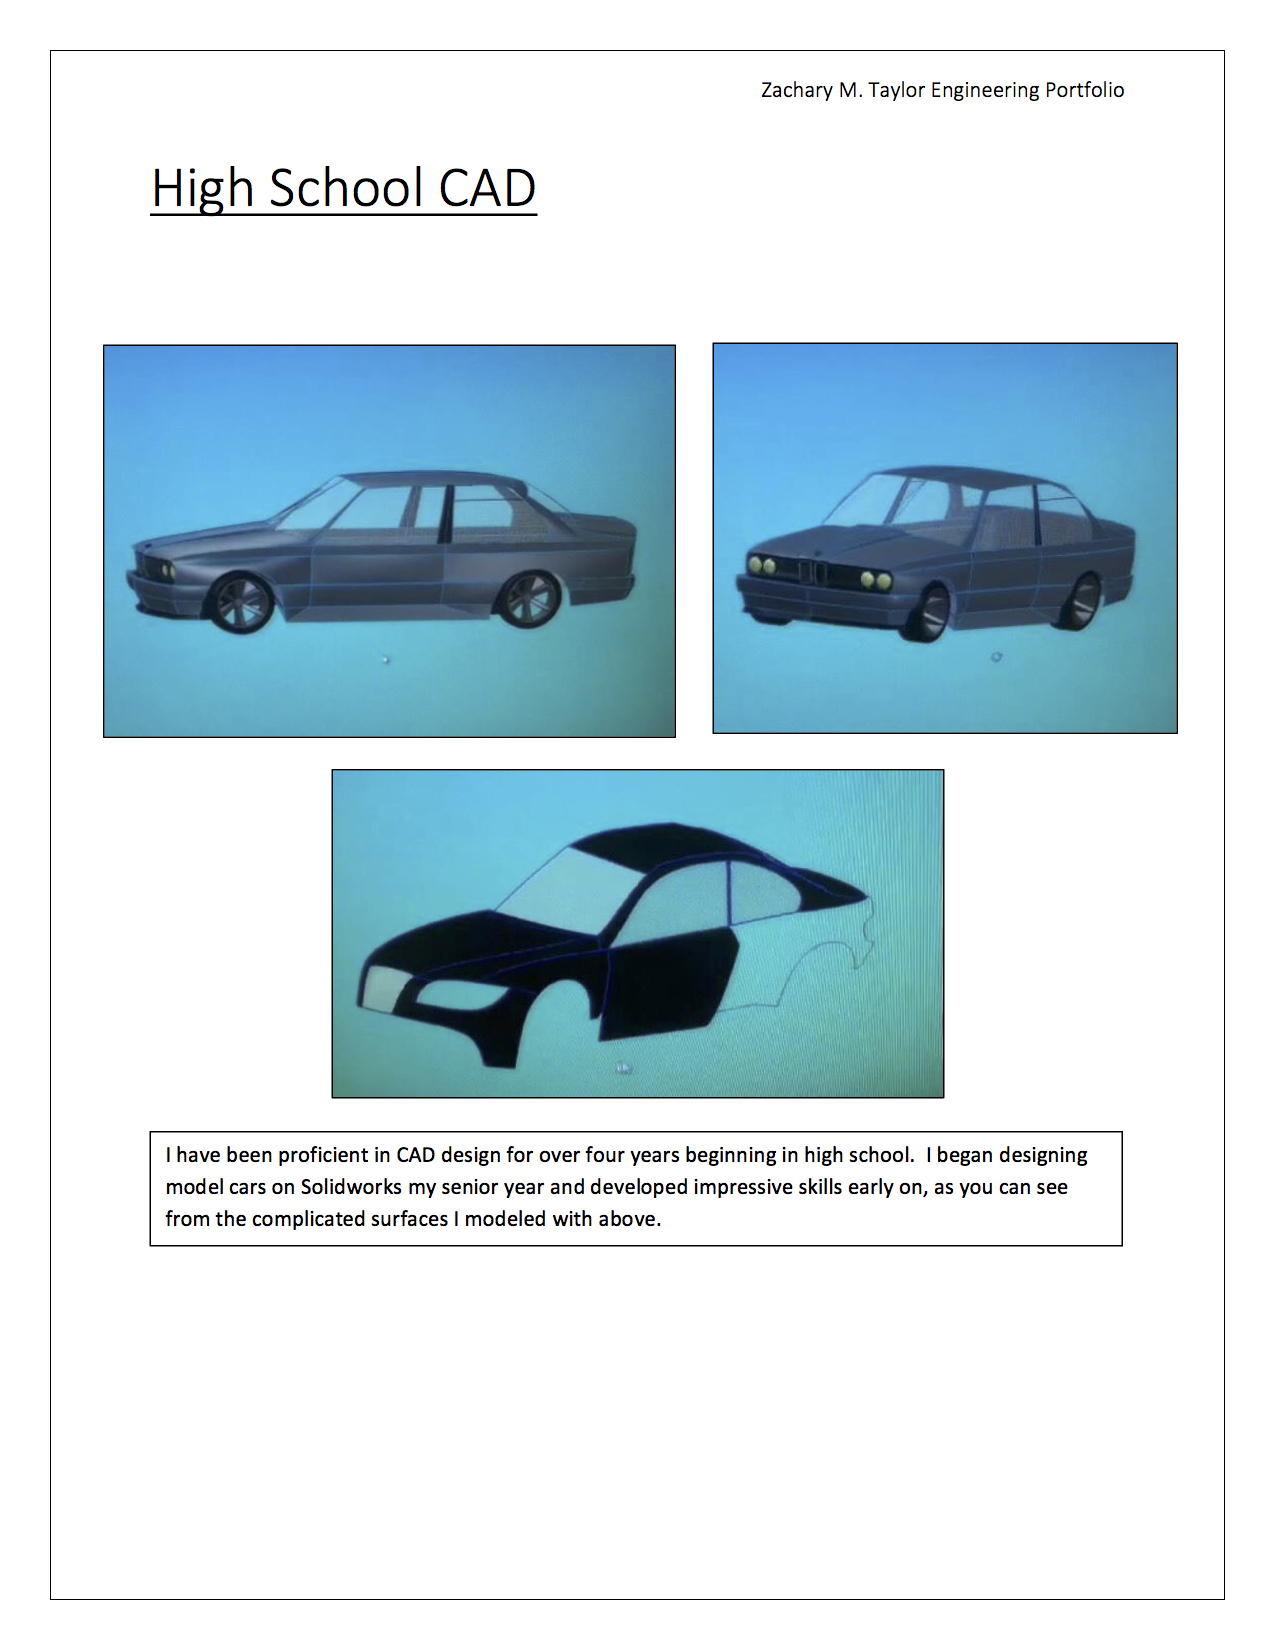 Zachary M. Taylor Engineering Portfolio
High School CAD
I have been proficient in CAD design for over four years beginning in high school.  I began designing
model cars on Solidworks my senior year and developed impressive skills early on, as you can see
from the complicated surfaces I modeled with above.